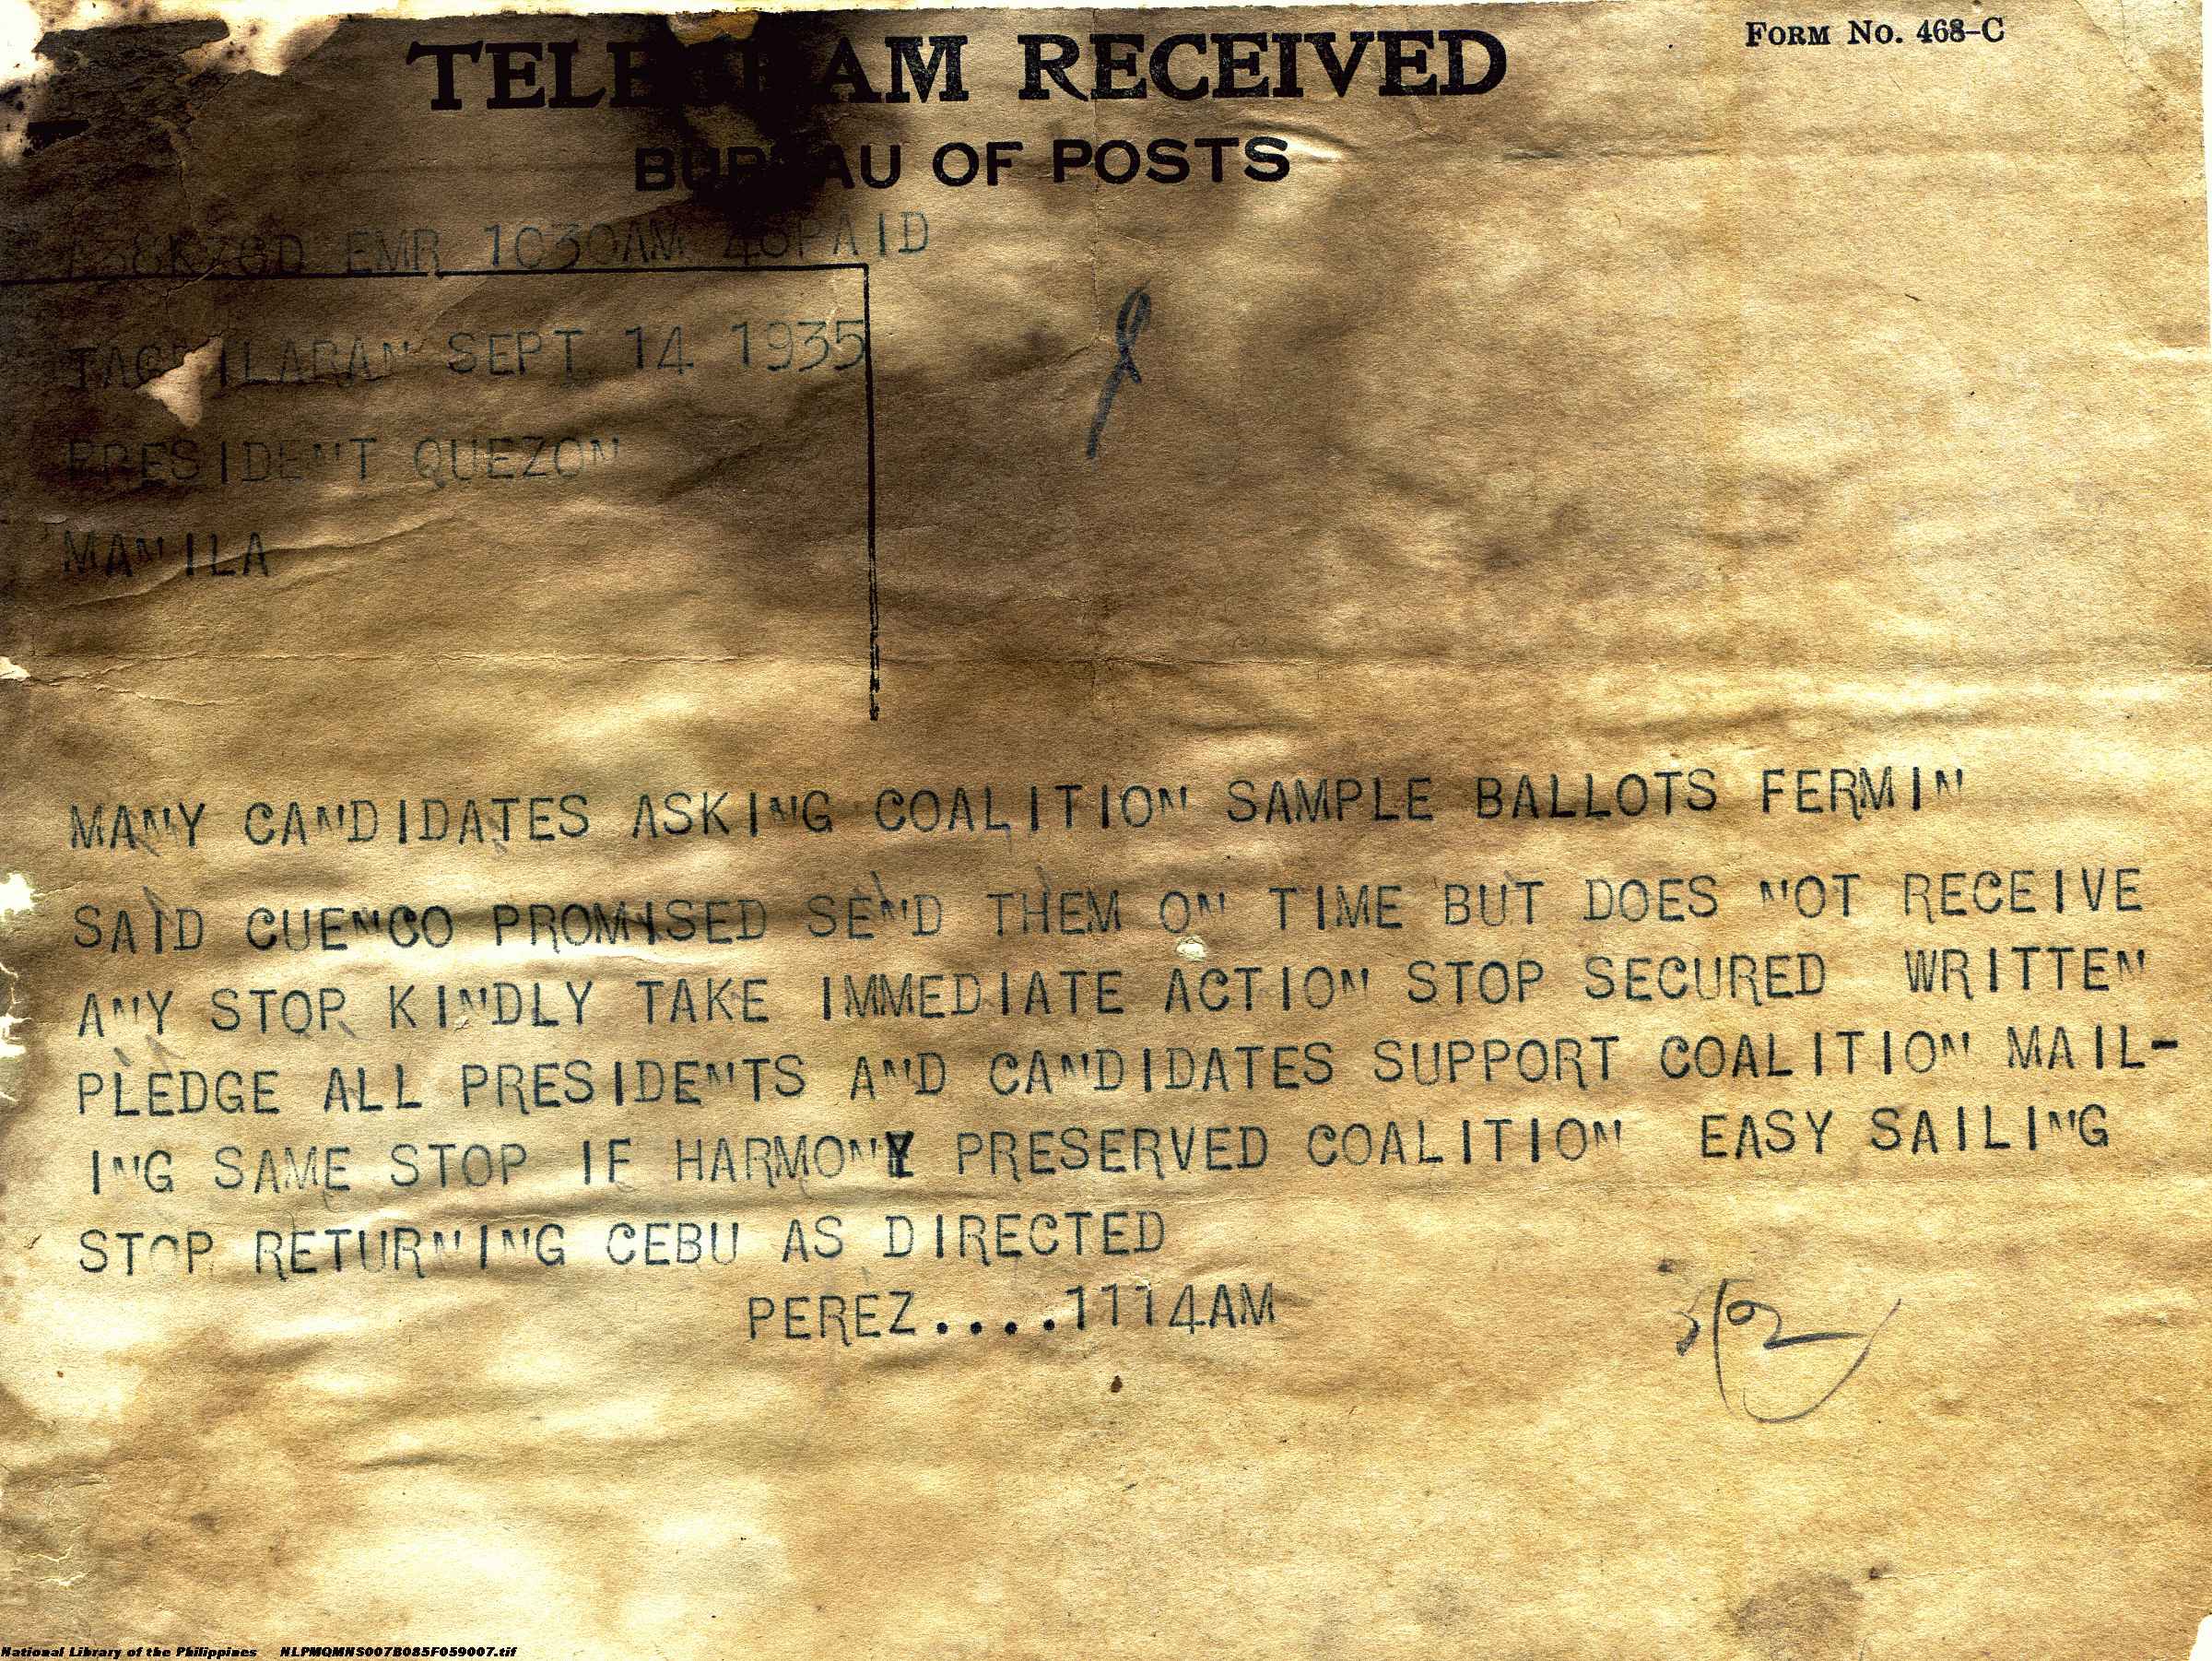 FORM NO. 468-C
TELEGRAM RECEIVED
BUREAU OF POSTS
EMR 1030AM 48PAID
TAGBILARAN SEPT 14 1935
PRESIDENT QUEZON
MANILA
MANY CANDIDATES ASKING COALITION SAMPLE BALLOTS FERMIN
SAID CUENCO PROMISED SEND THEM ON TIME BUT DOES NOT RECEIVE
ANY STOP KINDLY TAKE IMMEDIATE ACTION STOP SECURED WRITTEN
PLEDGE ALL PRESIDENTS AND CANDIDATES SUPPORT COALITION MAIL-
ING SAME STOP IF HARMONY PRESERVED COALITION EASY SAILING
STOP RETURNING CEBU AS DIRECTED
PEREZ....1114AM
National Library of the Philippines NLPMQMNS007B085F059007.tif